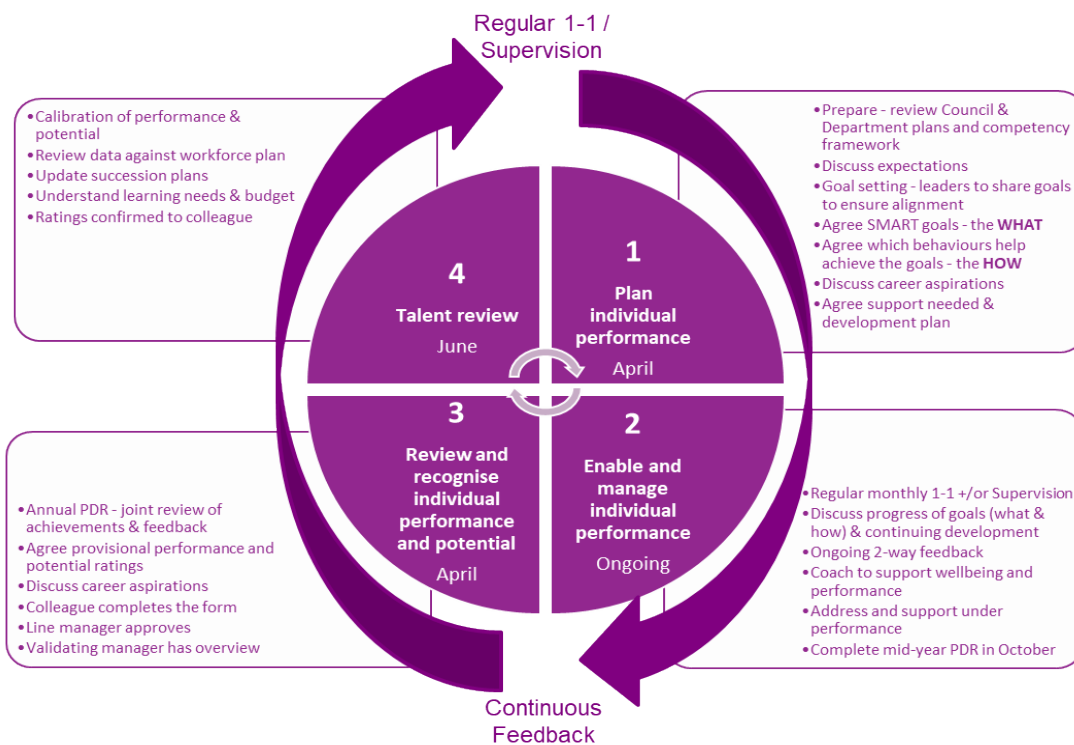 Regular 1-1 /
Supervision
•Calibration of performance &
potential
•Review data against workforce plan
•Update succession plans
•Understand learning needs & budget
•Ratings confirmed to colleague
•Prepare - review Council &
Department plans and competency
framework
•Discuss expectations
•Goal setting - leaders to share goals
to ensure alignment
•Agree SMART goals - the WHAT
•Agree which behaviours help
achieve the goals - the HOW
•Discuss career aspirations
•Agree support needed &
development plan
4
Talent review
June
1
Plan
individual
performance
April
3
Review and
recognise
individual
performance
and potential
April
2
Enable and
manage
individual
performance
Ongoing
•Annual PDR - joint review of
achievements & feedback
•Agree provisional performance and
potential ratings
•Discuss career aspirations
•Colleague completes the form
•Line manager approves
•Validating manager has overview
•Regular monthly 1-1 +/or Supervision
•Discuss progress of goals (what &
how) & continuing development
•Ongoing 2-way feedback
•Coach to support wellbeing and
performance
•Address and support under
performance
•Complete mid-year PDR in October
Continuous
Feedback